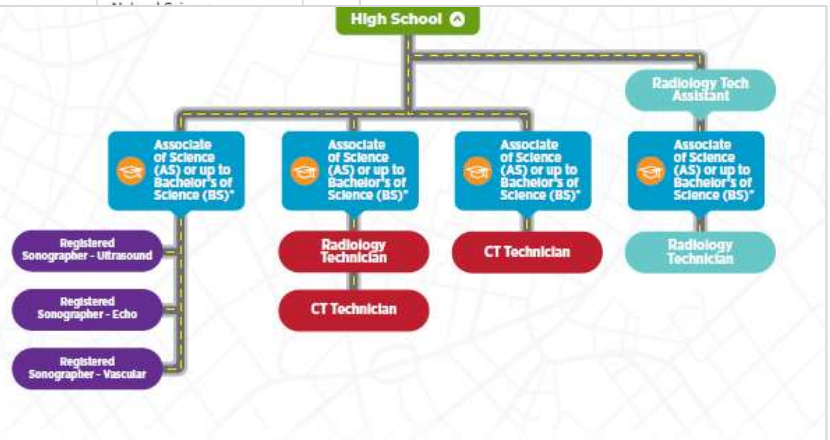 High School
Radiology Tech
Assistant
Associate
of Science
(AS) or up to
Bachelor's of
Science (BS)*
Associate
of Science
(AS) or up to
Bachelor's of
Science (BS)*
Associate
of Science
(AS) or up to
Bachelor's of
Science (BS)*
Associate
of Science
(AS) or up to
Bachelor's of
Science (BS)*
Registered
Sonographer - Ultrasound
Radiology
Technician
CT Technician
Radiology
Technician
Registered
Sonographer - Echo
CT Technician
Registered
Sonographer - Vascular